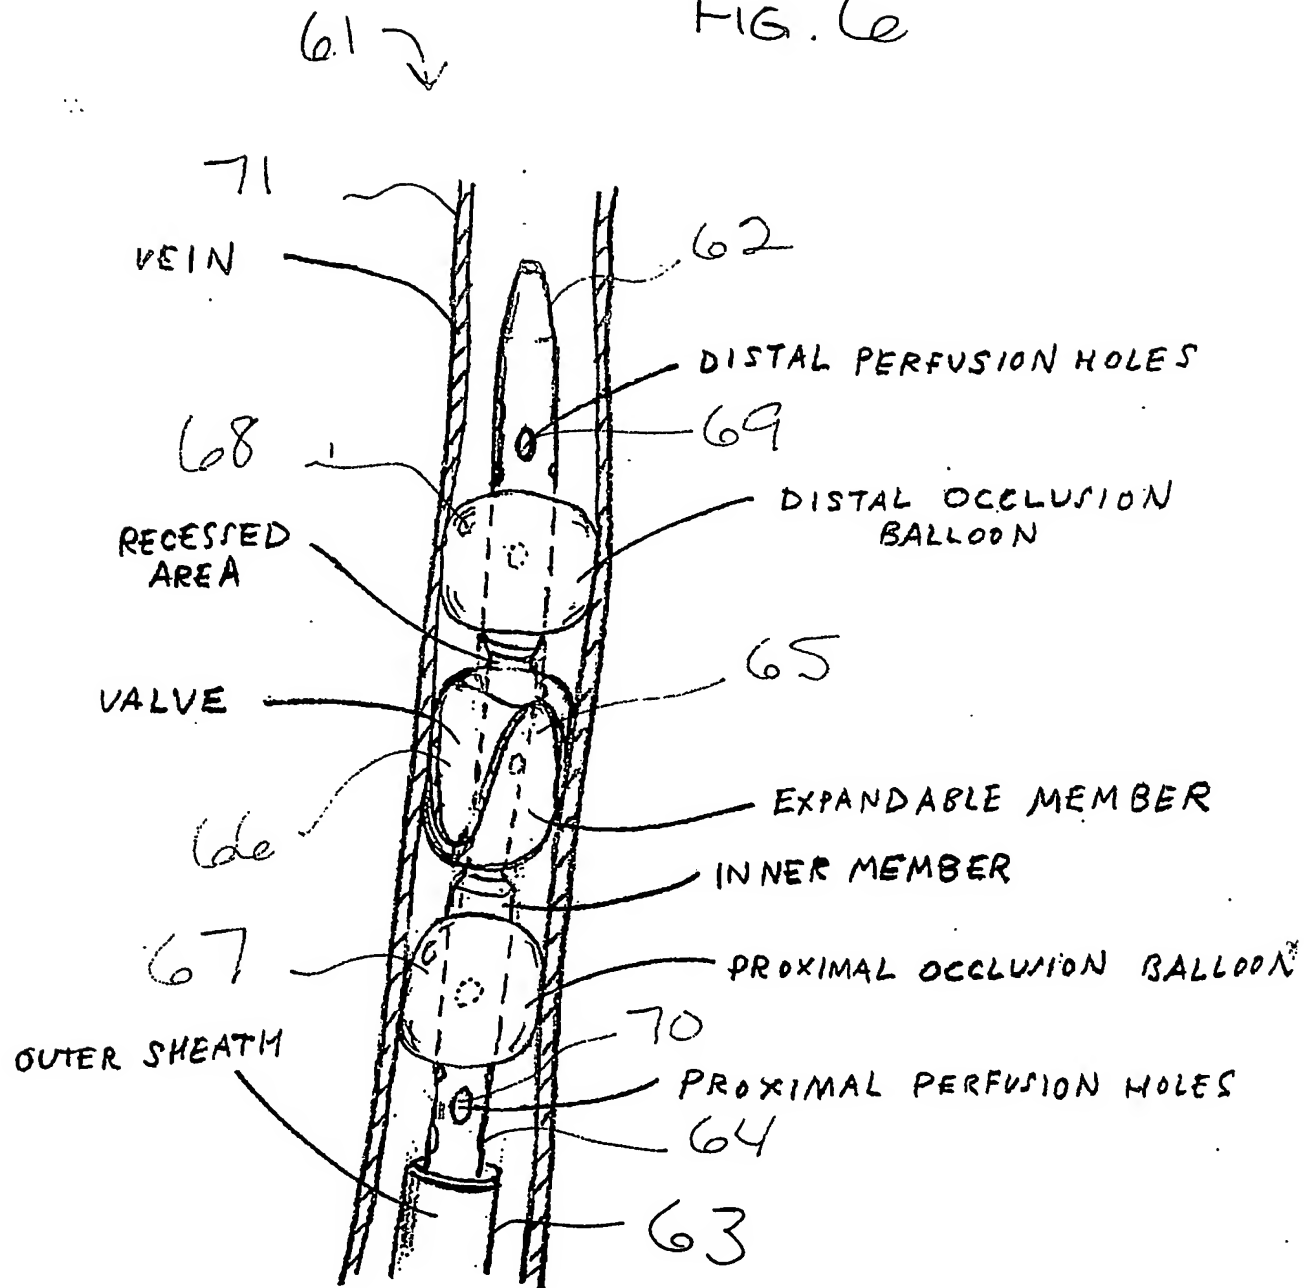 FIG. 6
61
71
VEIN
62
DISTAL PERFUSION HOLES
69
68
DISTAL OCCLUSION
BALLOON
RECESSED
AREA
65
VALVE
66
EXPANDABLE MEMBER
INNER MEMBER
67
PROXIMAL OCCLUSION BALLOON
70
OUTER SHEATH
PROXIMAL PERFUSION HOLES
64
63